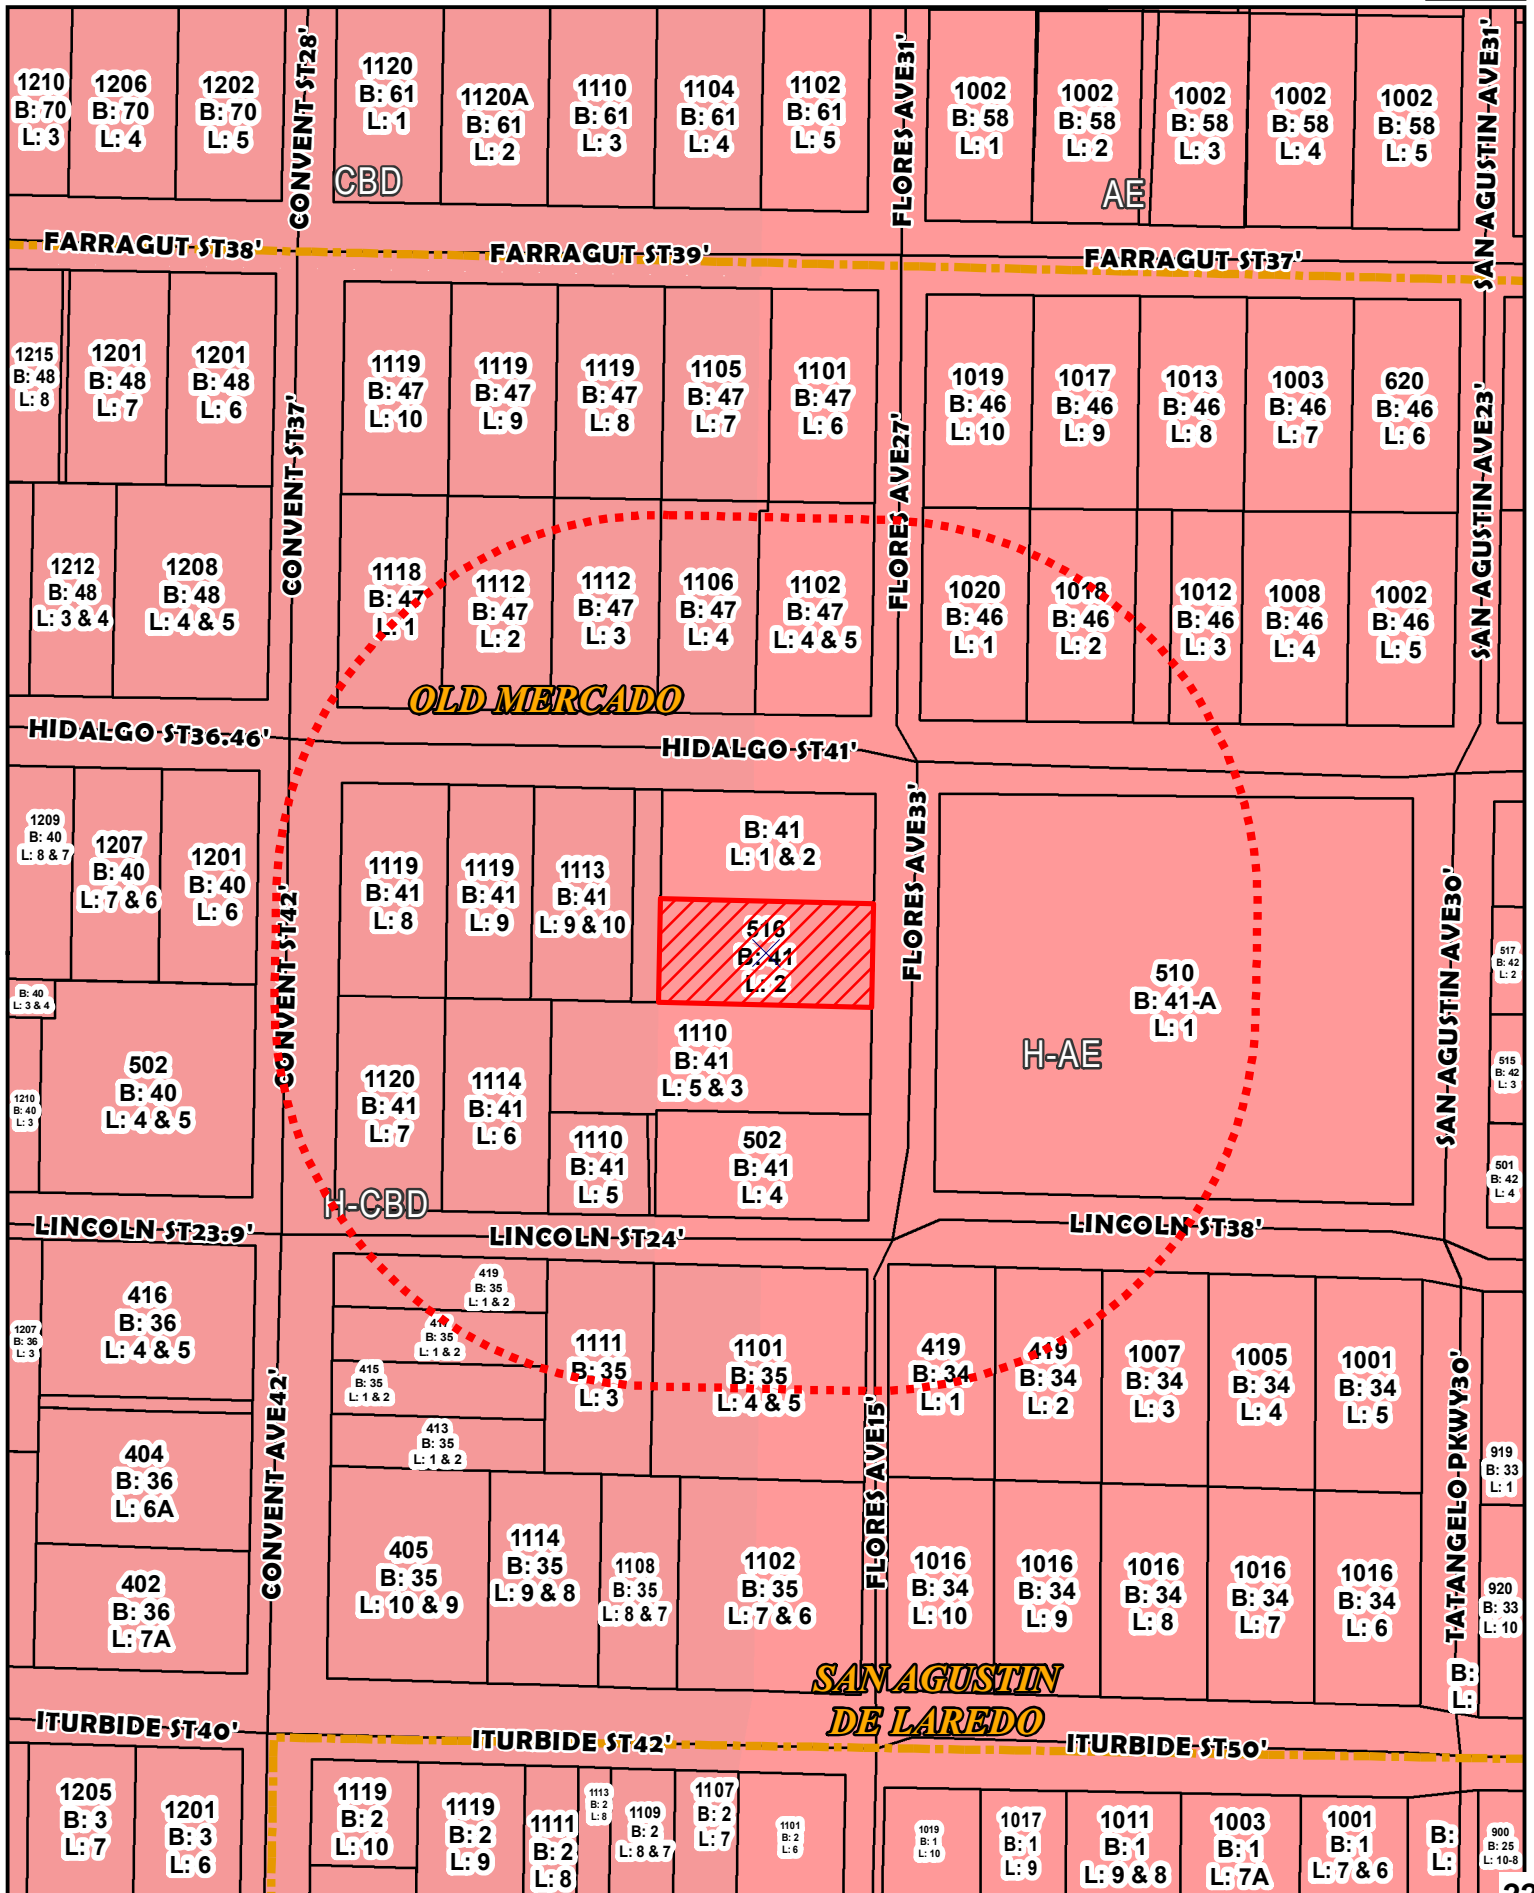 1210
B: 70
L: 3
1206
B: 70
L: 4
1202
B: 70
L: 5
CONVENT ST28'
1120
B: 61
L: 1
1120A
B: 61
L: 2
1110
B: 61
L: 3
1104
B: 61
L: 4
1102
B: 61
L: 5
CBD
FLORES AVE31'
1002
B: 58
L: 1
1002
B: 58
L: 2
1002
B: 58
L: 3
1002
B: 58
L: 4
1002
B: 58
L: 5
AE
SAN AGUSTIN AVE31'
FARRAGUT ST38'
FARRAGUT ST39'
FARRAGUT ST37'
1215
B: 48
L: 8
1201
B: 48
L: 7
1201
B: 48
L: 6
CONVENT ST37'
1119
B: 47
L: 10
1119
B: 47
L: 9
1119
B: 47
L: 8
1105
B: 47
L: 7
1101
B: 47
L: 6
FLORES AVE27'
1019
B: 46
L: 10
1017
B: 46
L: 9
1013
B: 46
L: 8
1003
B: 46
L: 7
620
B: 46
L: 6
SAN AGUSTIN AVE23'
1212
B: 48
L: 3 & 4
1208
B: 48
L: 4 & 5
1118
B: 47
L: 1
1112
B: 47
L: 2
1112
B: 47
L: 3
1106
B: 47
L: 4
1102
B: 47
L: 4 & 5
1020
B: 46
L: 1
1018
B: 46
L: 2
1012
B: 46
L: 3
1008
B: 46
L: 4
1002
B: 46
L: 5
OLD MERCADO
HIDALGO ST36.46'
HIDALGO ST41'
1209
B: 40
L: 8 & 7
1207
B: 40
L: 7 & 6
1201
B: 40
L: 6
CONVENT ST42'
1119
B: 41
L: 8
1119
B: 41
L: 9
1113
B: 41
L: 9 & 10
B: 41
L: 1 & 2
516
B: 41
L: 2
FLORES AVE33'
510
B: 41-A
L: 1
H-AE
SAN AGUSTIN AVE30'
517
B: 42
L: 2
515
B: 42
L: 3
501
B: 42
L: 4
B: 40
L: 3 & 4
1210
B: 40
L: 3
502
B: 40
L: 4 & 5
1120
B: 41
L: 7
1114
B: 41
L: 6
1110
B: 41
L: 5 & 3
1110
B: 41
L: 5
502
B: 41
L: 4
H-CBD
LINCOLN ST23.9'
LINCOLN ST24'
LINCOLN ST38'
1207
B: 36
L: 3
416
B: 36
L: 4 & 5
419
B: 35
L: 1 & 2
B: 35
L: 1 & 2
415
B: 35
L: 1 & 2
413
B: 35
L: 1 & 2
1111
B: 35
L: 3
1101
B: 35
L: 4 & 5
419
B: 34
L: 1
419
B: 34
L: 2
1007
B: 34
L: 3
1005
B: 34
L: 4
1001
B: 34
L: 5
404
B: 36
L: 6A
402
B: 36
L: 7A
CONVENT AVE42'
405
B: 35
L: 10 & 9
1114
B: 35
L: 9 & 8
1108
B: 35
L: 8 & 7
1102
B: 35
L: 7 & 6
FLORES AVE15'
1016
B: 34
L: 10
1016
B: 34
L: 9
1016
B: 34
L: 8
1016
B: 34
L: 7
1016
B: 34
L: 6
TATANGELO PKWY30'
919
B: 33
L: 1
920
B: 33
L: 10
B:
L:
SAN AGUSTIN
DE LAREDO
ITURBIDE ST40'
ITURBIDE ST42'
ITURBIDE ST50'
1205
B: 3
L: 7
1201
B: 3
L: 6
1119
B: 2
L: 10
1119
B: 2
L: 9
1111
B: 2
L: 8
1113
B: 2
L: 8
1109
B: 2
L: 8 & 7
1107
B: 2
L: 7
1101
B: 2
L: 6
1019
B: 1
L: 10
1017
B: 1
L: 9
1011
B: 1
L: 9 & 8
1003
B: 1
L: 7A
1001
B: 1
L: 7 & 6
B:
L:
900
B: 25
L: 10-8